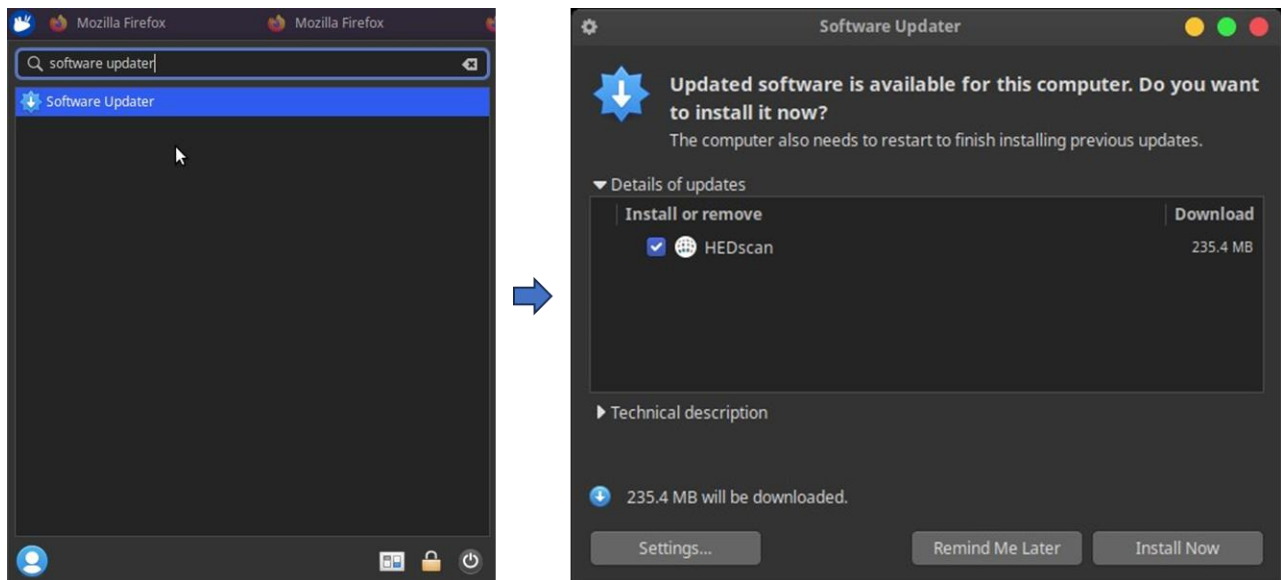 Mozilla Firefox
Mozilla Firefox
software updater
Software Updater
Software Updater
Updated software is available for this computer. Do you want
to install it now?
The computer also needs to restart to finish installing previous updates.
Details of updates
Install or remove
Download
HEDscan
235.4 MB
Technical description
235.4 MB will be downloaded.
Settings...
Remind Me Later
Install Now